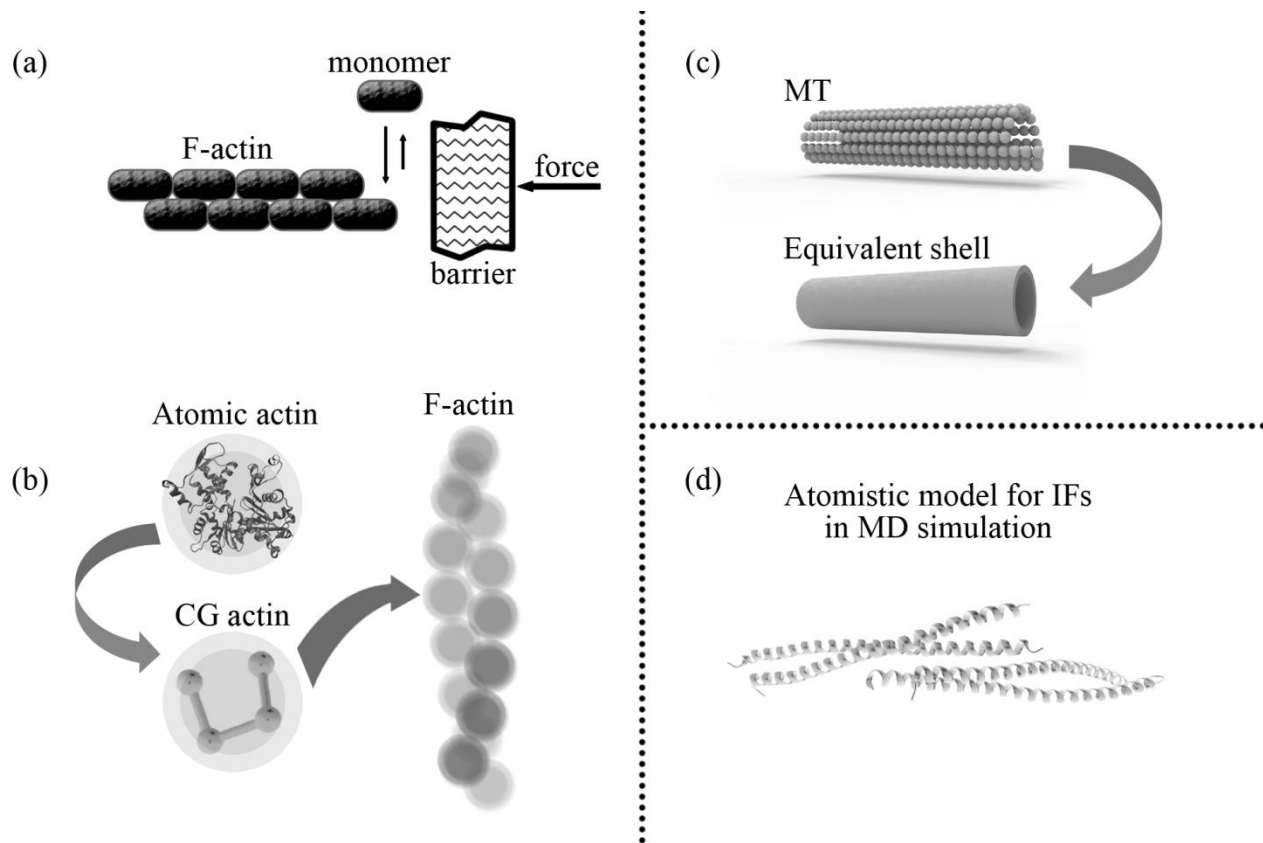 (a)
monomer
F-actin
force
barrier
(b)
Atomic actin
F-actin
CG actin
(c)
MT
Equivalent shell
(d)
Atomistic model for IFs
in MD simulation